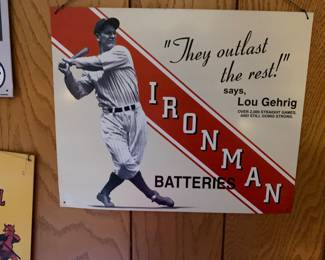 "They outlast
the rest!"
says,
Lou Gehrig
OVER 2,000 STRAIGHT GAMES,
AND STILL GOING STRONG.
IRONMAN
BATTERIES